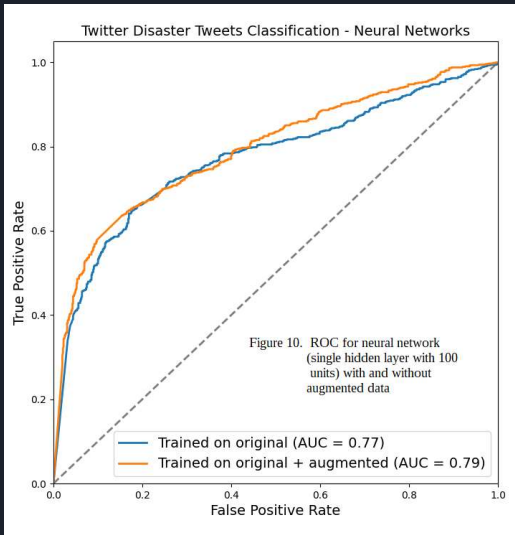 Twitter Disaster Tweets Classification - Neural Networks
1.0
0.8
0.6
0.4
0.2
0.0
True Positive Rate
Figure 10. ROC for neural network
(single hidden layer with 100
units) with and without
augmented data
Trained on original (AUC = 0.77)
Trained on original + augmented (AUC = 0.79)
0.0 0.2 0.4 0.6 0.8 1.0
False Positive Rate